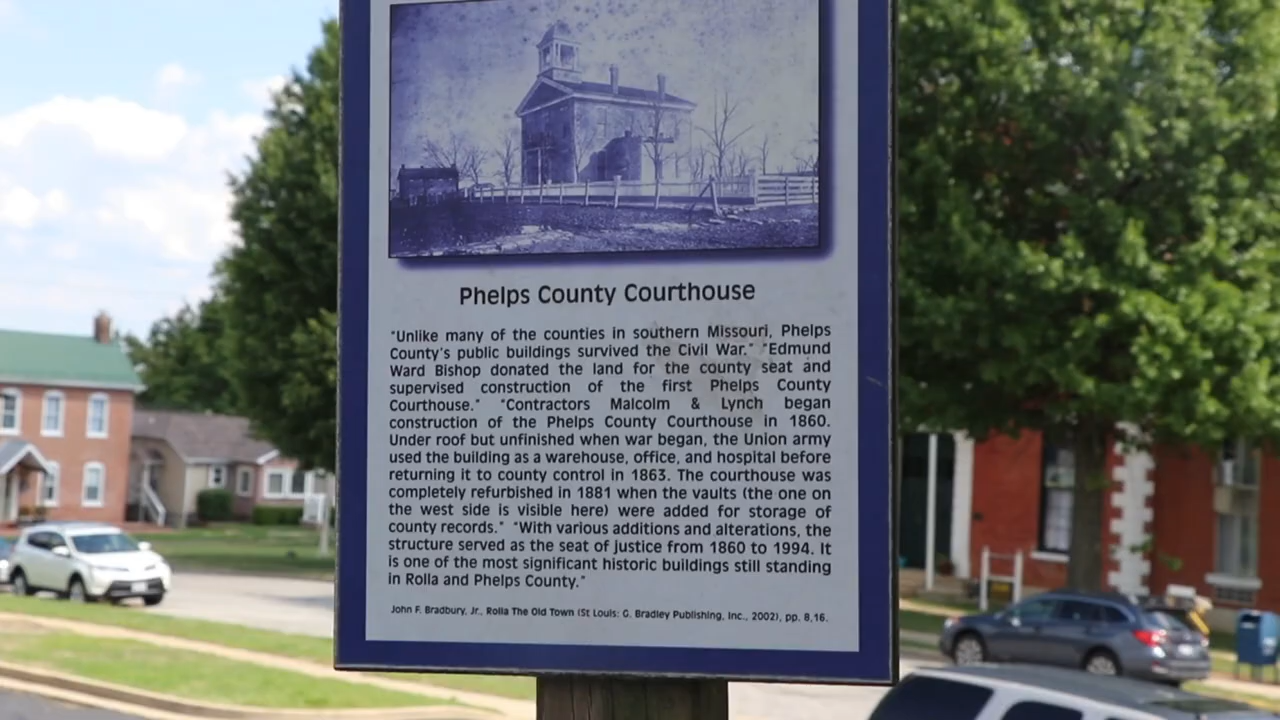 Phelps County Courthouse
"Unlike many of the counties in southern Missouri, Phelps
County's public buildings survived the Civil War." "Edmund
Ward Bishop donated the land for the county seat and
supervised construction of the first Phelps County
Courthouse." "Contractors Malcolm & Lynch began
construction of the Phelps County Courthouse in 1860.
Under roof but unfinished when war began, the Union army
used the building as a warehouse, office, and hospital before
returning it to county control in 1863. The courthouse was
completely refurbished in 1881 when the vaults (the one on
the west side is visible here) were added for storage of
county records." "With various additions and alterations, the
structure served as the seat of justice from 1860 to 1994. It
is one of the most significant historic buildings still standing
in Rolla and Phelps County."
John F. Bradbury, Jr., Rolla The Old Town (St Louis: G. Bradley Publishing, Inc., 2002), pp. 8,16.